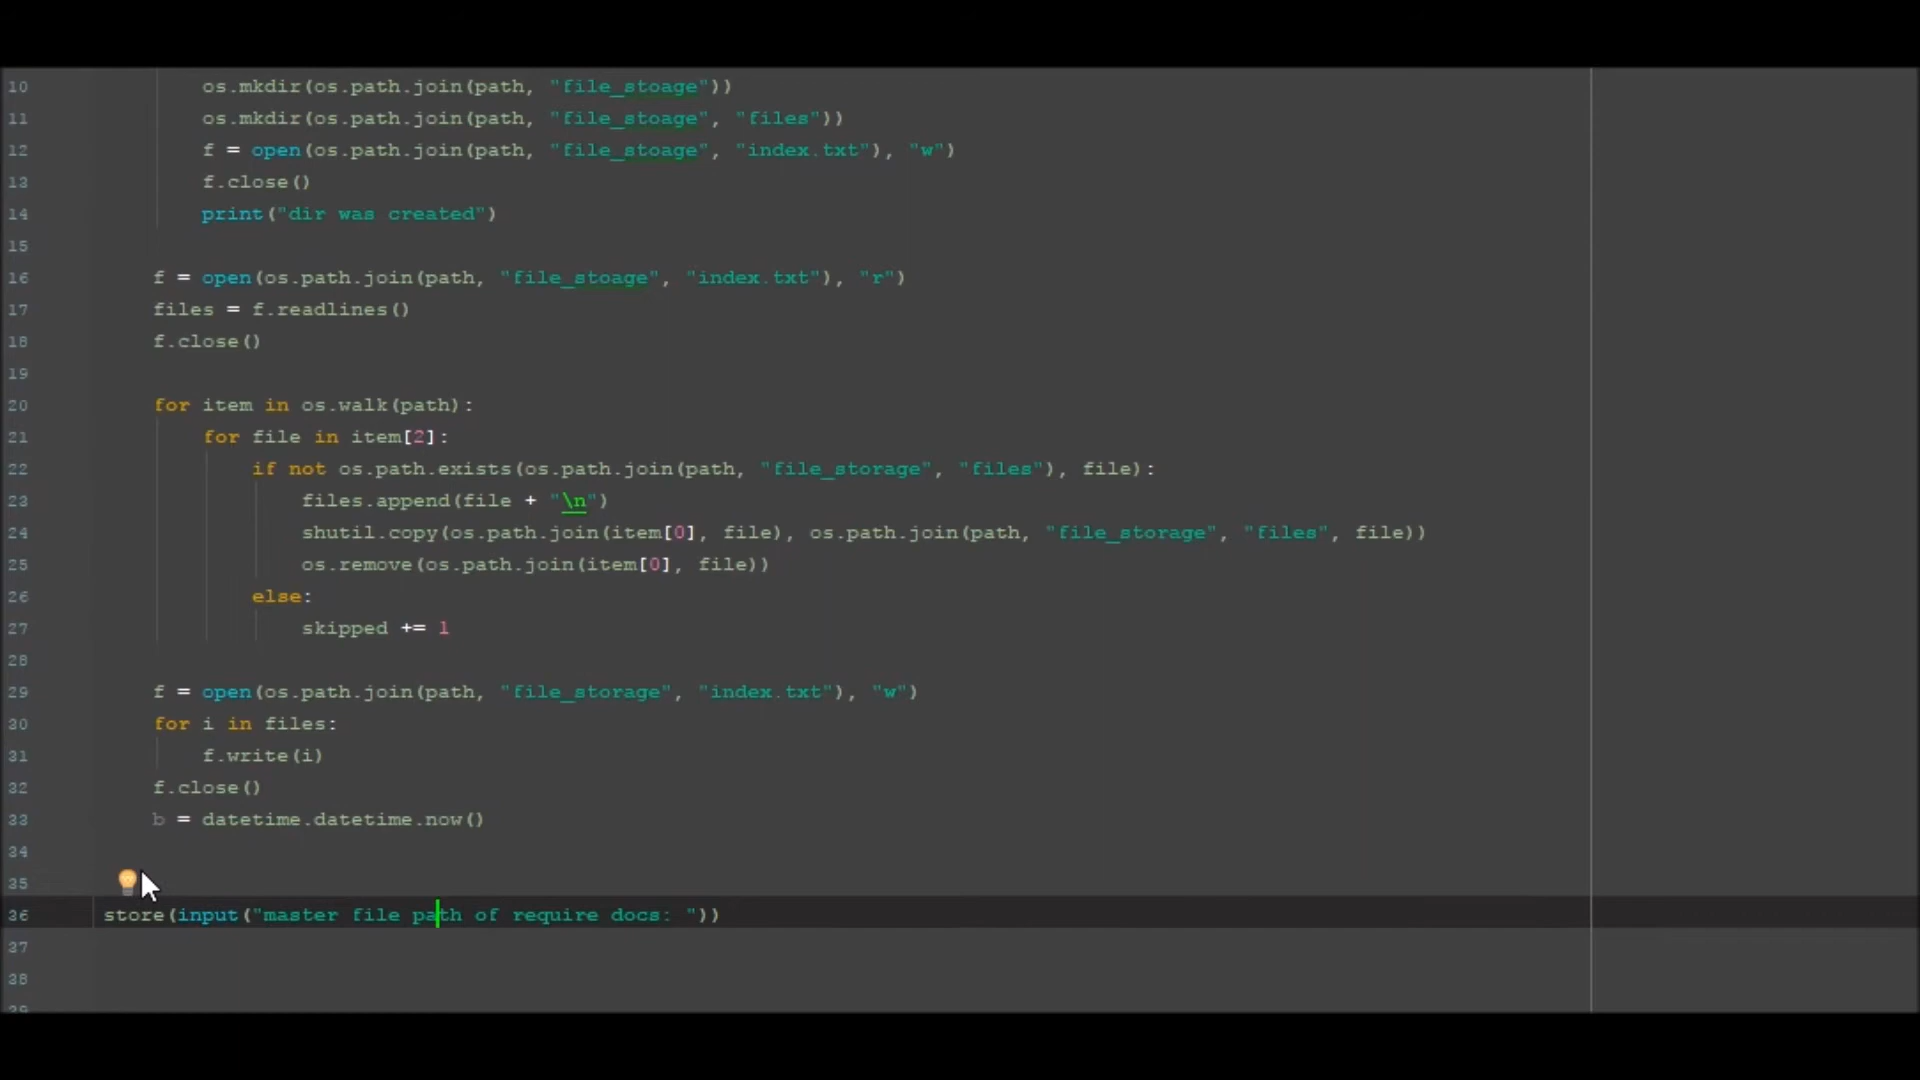 10 os.mkdir(os.path.join(path, "file_stoage"))
11 os.mkdir(os.path.join(path, "file_stoage", "files"))
12 f = open(os.path.join(path, "file_stoage", "index.txt"), "w")
13 f.close()
14 print("dir was created")
15
16 f = open(os.path.join(path, "file_stoage", "index.txt"), "r")
17 files = f.readlines()
18 f.close()
19
20 for item in os.walk(path):
21 for file in item[2]:
22 if not os.path.exists(os.path.join(path, "file_storage", "files"), file):
23 files.append(file + "\n")
24 shutil.copy(os.path.join(item[0], file), os.path.join(path, "file_storage", "files", file))
25 os.remove(os.path.join(item[0], file))
26 else:
27 skipped += 1
28
29 f = open(os.path.join(path, "file_storage", "index.txt"), "w")
30 for i in files:
31 f.write(i)
32 f.close()
33 b = datetime.datetime.now()
34
35
36 store(input("master file path of require docs: "))
37
38